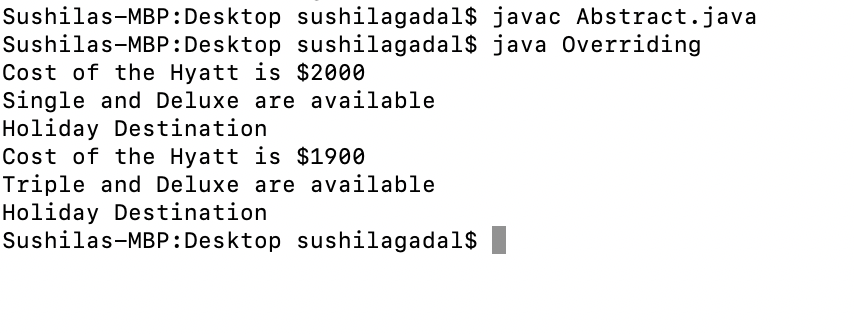 Sushilas-MBP:Desktop sushilagadal$ javac Abstract.java
Sushilas-MBP:Desktop sushilagadal$ java Overriding
Cost of the Hyatt is $2000
Single and Deluxe are available
Holiday Destination
Cost of the Hyatt is $1900
Triple and Deluxe are available
Holiday Destination
Sushilas-MBP:Desktop sushilagadal$